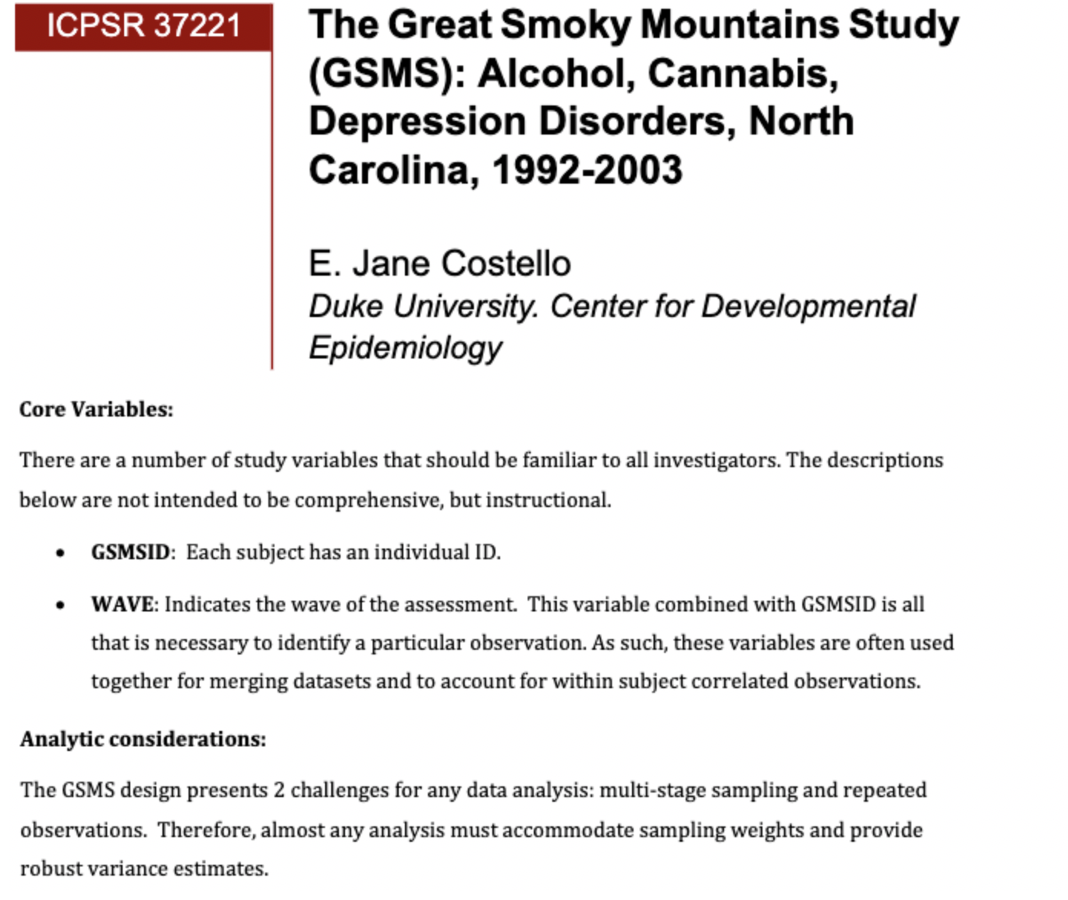 ICPSR 37221
The Great Smoky Mountains Study
(GSMS): Alcohol, Cannabis,
Depression Disorders, North
Carolina, 1992-2003
E. Jane Costello
Duke University. Center for Developmental
Epidemiology
Core Variables:
There are a number of study variables that should be familiar to all investigators. The descriptions
below are not intended to be comprehensive, but instructional.
• GSMSID: Each subject has an individual ID.
• WAVE: Indicates the wave of the assessment. This variable combined with GSMSID is all
that is necessary to identify a particular observation. As such, these variables are often used
together for merging datasets and to account for within subject correlated observations.
Analytic considerations:
The GSMS design presents 2 challenges for any data analysis: multi-stage sampling and repeated
observations. Therefore, almost any analysis must accommodate sampling weights and provide
robust variance estimates.